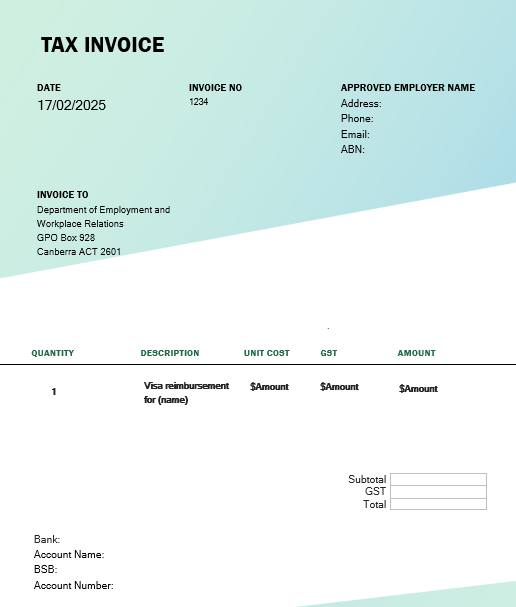 TAX INVOICE
DATE
17/02/2025
INVOICE NO
1234
APPROVED EMPLOYER NAME
Address:
Phone:
Email:
ABN:
INVOICE TO
Department of Employment and
Workplace Relations
GPO Box 928
Canberra ACT 2601
QUANTITY DESCRIPTION UNIT COST GST AMOUNT
1 Visa reimbursement $Amount $Amount $Amount
for (name)
Subtotal
GST
Total
Bank:
Account Name:
BSB:
Account Number: